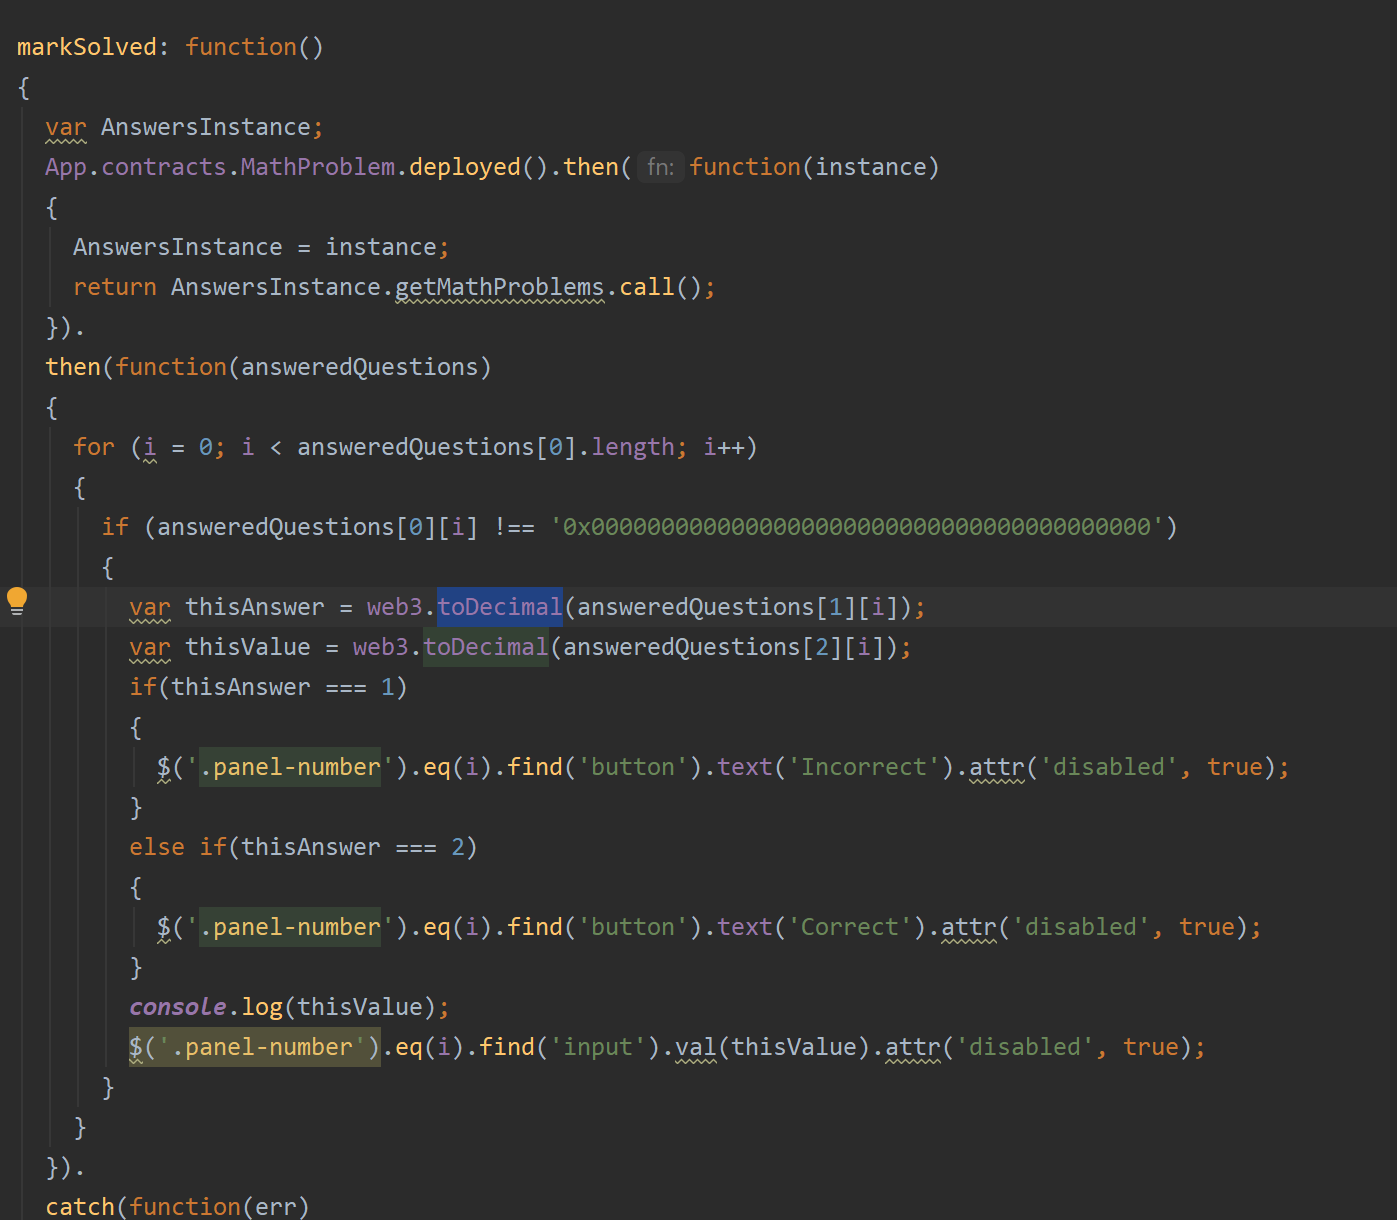 markSolved: function()
{
var AnswersInstance;
App.contracts.MathProblem.deployed().then( fn: function(instance)
{
AnswersInstance = instance;
return AnswersInstance.getMathProblems.call();
}).
then(function(answeredQuestions)
{
for (i = 0; i < answeredQuestions[0].length; i++)
{
if (answeredQuestions[0][i] !== '0x0000000000000000000000000000000000000000')
{
var thisAnswer = web3.toDecimal(answeredQuestions[1][i]);
var thisValue = web3.toDecimal(answeredQuestions[2][i]);
if(thisAnswer === 1)
{
$('.panel-number').eq(i).find('button').text('Incorrect').attr('disabled', true);
}
else if(thisAnswer === 2)
{
$('.panel-number').eq(i).find('button').text('Correct').attr('disabled', true);
}
console.log(thisValue);
$('.panel-number').eq(i).find('input').val(thisValue).attr('disabled', true);
}
}
}).
catch(function(err)